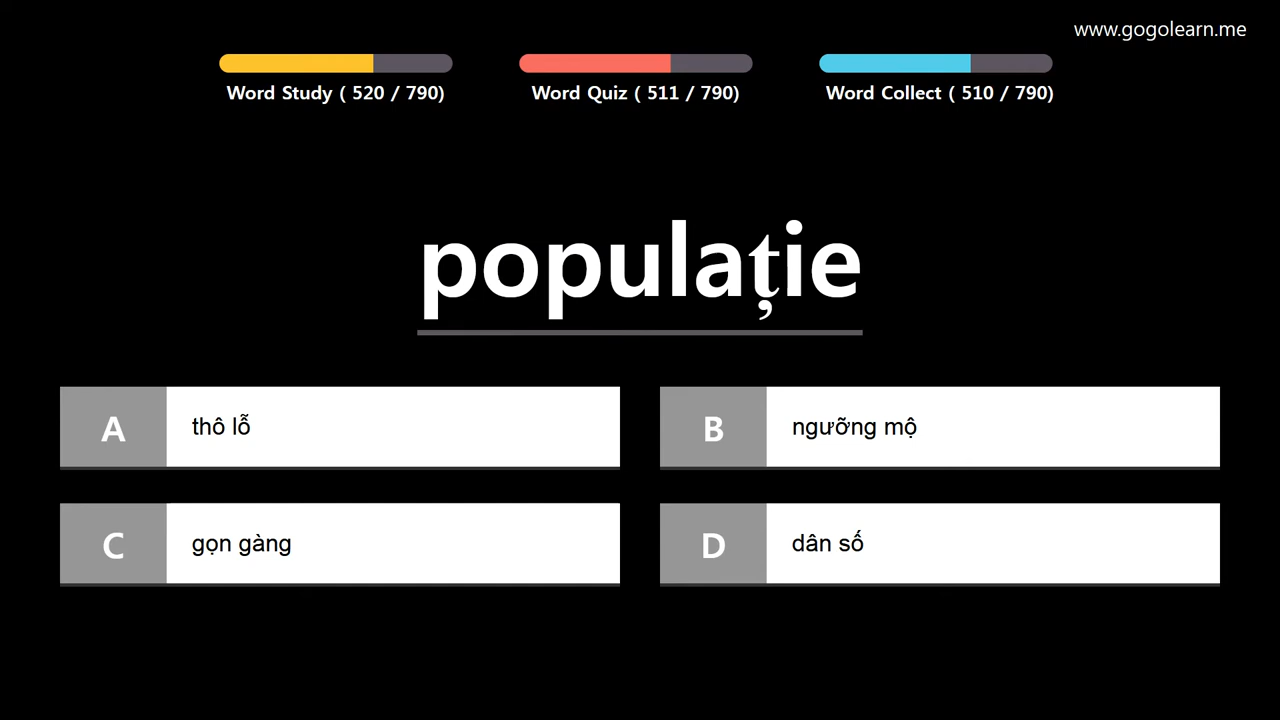 www.gogolearn.me
Word Study ( 520 / 790)
Word Quiz ( 511 / 790)
Word Collect ( 510 / 790)
populație
A thô lỗ
B ngưỡng mộ
C gọn gàng
D dân số